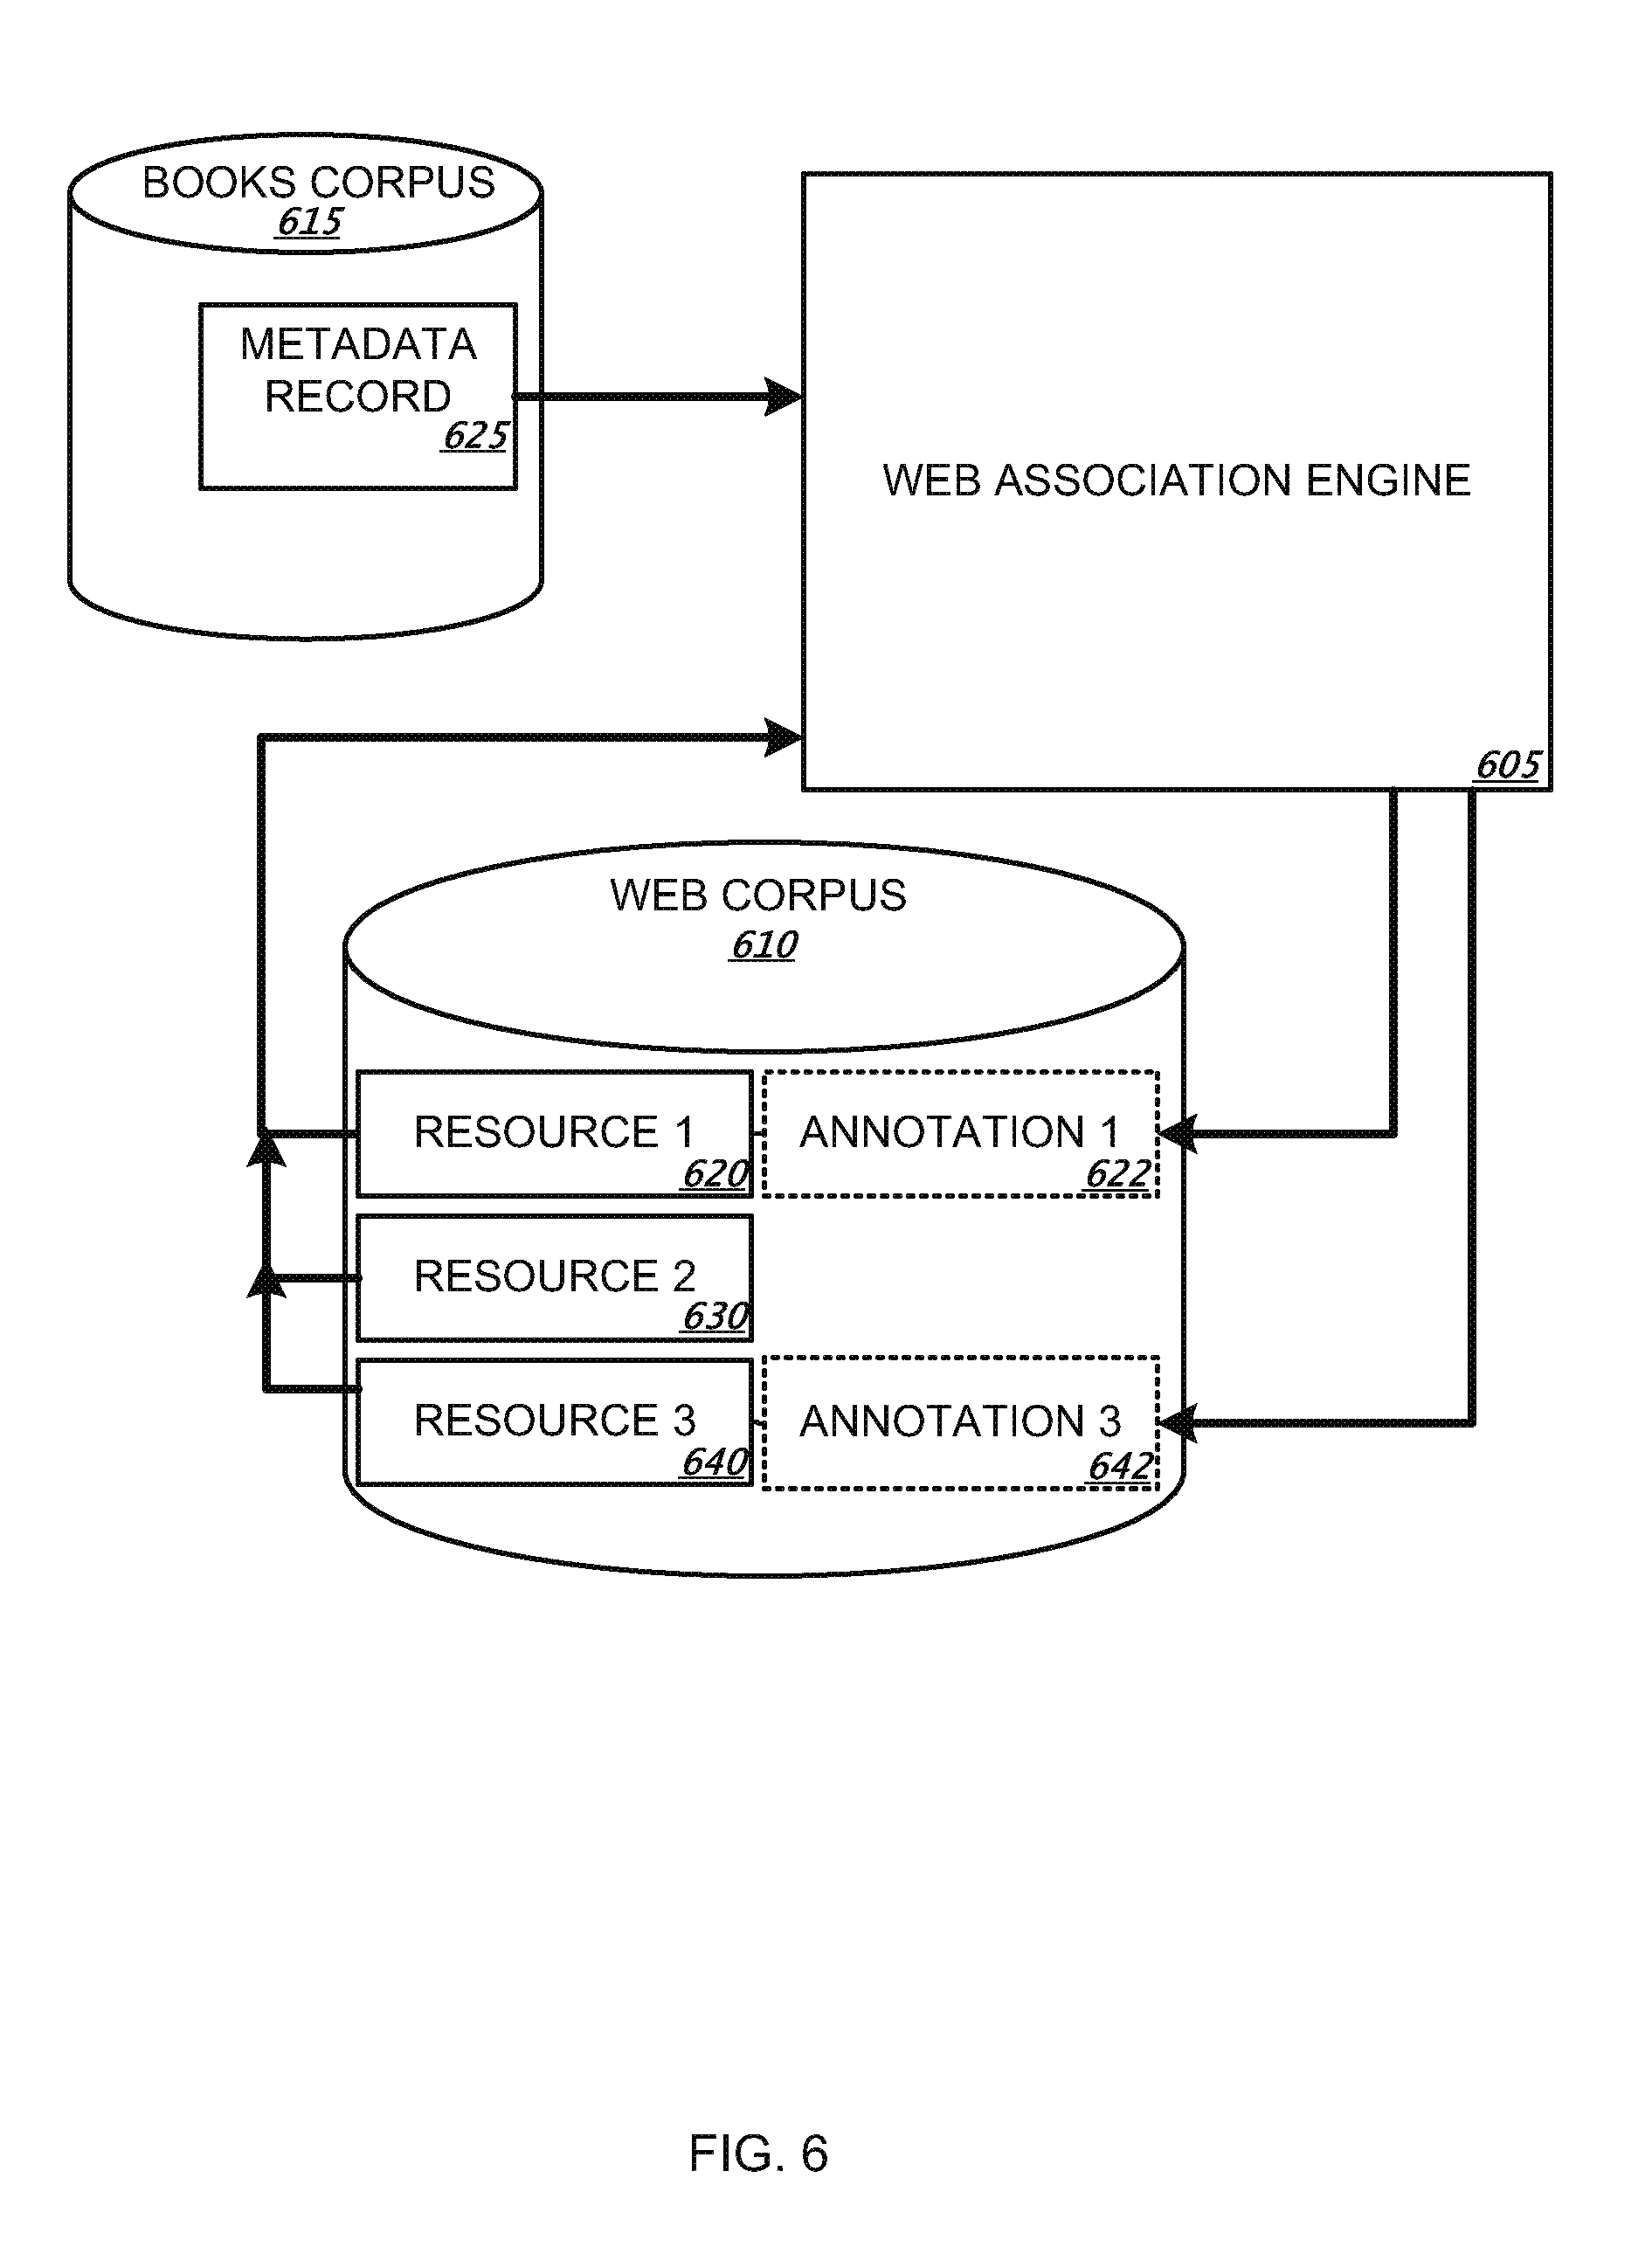 BOOKS CORPUS
615
METADATA
RECORD
625
WEB ASSOCIATION ENGINE
605
WEB CORPUS
610
RESOURCE 1
620
ANNOTATION 1
622
RESOURCE 2
630
RESOURCE 3
640
ANNOTATION 3
642
FIG. 6